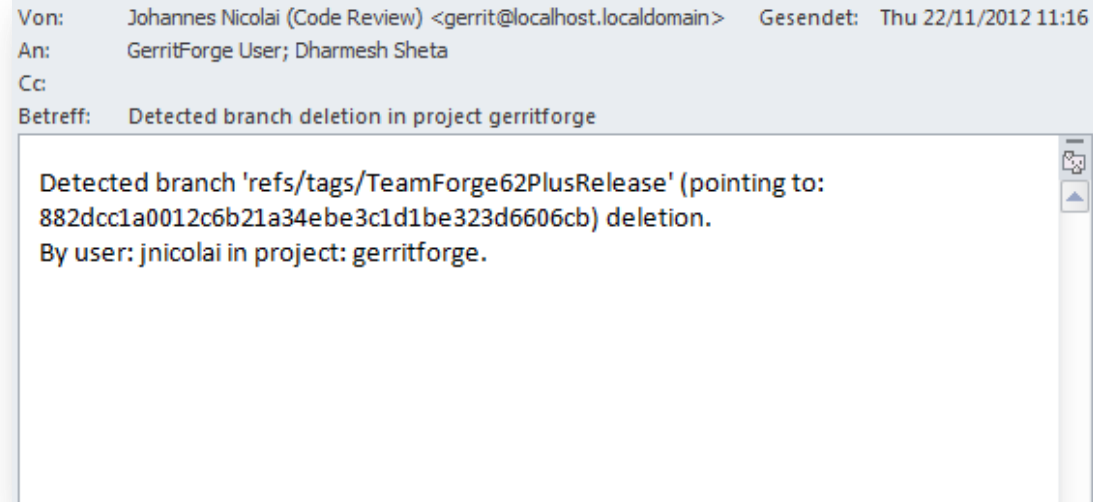 Von: Johannes Nicolai (Code Review) <gerrit@localhost.localdomain> Gesendet: Thu 22/11/2012 11:16
An: GerritForge User; Dharmesh Sheta
Cc:
Betreff: Detected branch deletion in project gerritforge
Detected branch 'refs/tags/TeamForge62PlusRelease' (pointing to:
882dcc1a0012c6b21a34ebe3c1d1be323d6606cb) deletion.
By user: jnicolai in project: gerritforge.